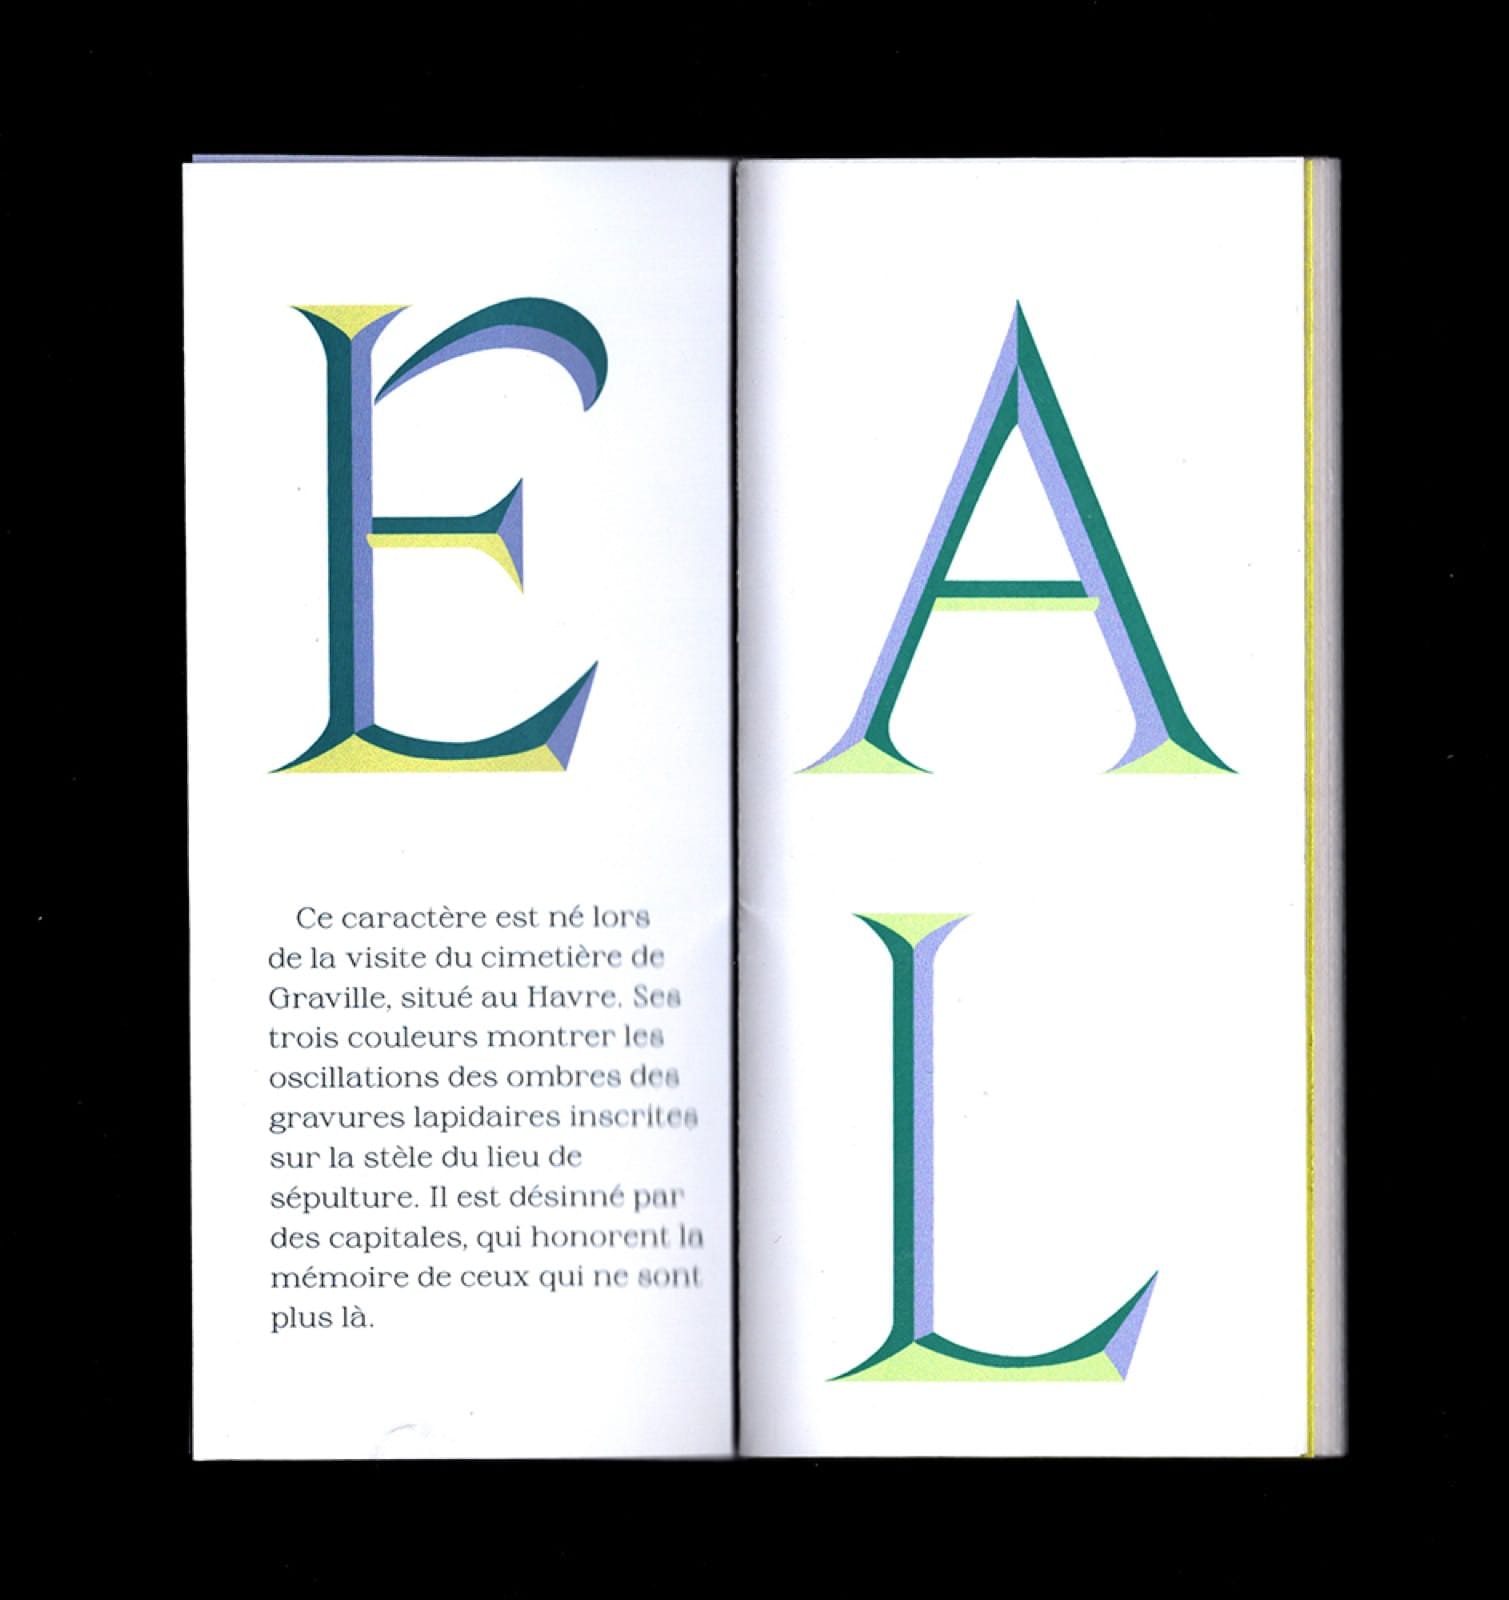 E
Ce caractère est né lors
de la visite du cimetière de
Graville, situé au Havre. Ses
trois couleurs montrer les
oscillations des ombres des
gravures lapidaires inscrites
sur la stèle du lieu de
sépulture. Il est désinné par
des capitales, qui honorent la
mémoire de ceux qui ne sont
plus là.
A
L